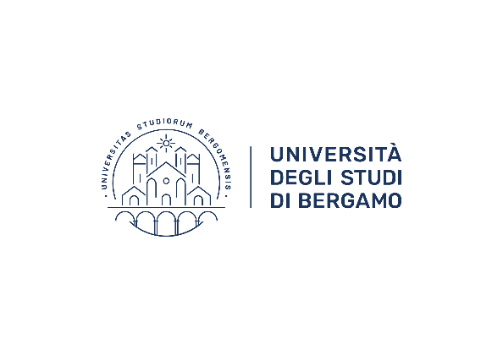 UNIVERSITAS STUDIORUM BERGOMENSIS
UNIVERSITÀ
DEGLI STUDI
DI BERGAMO